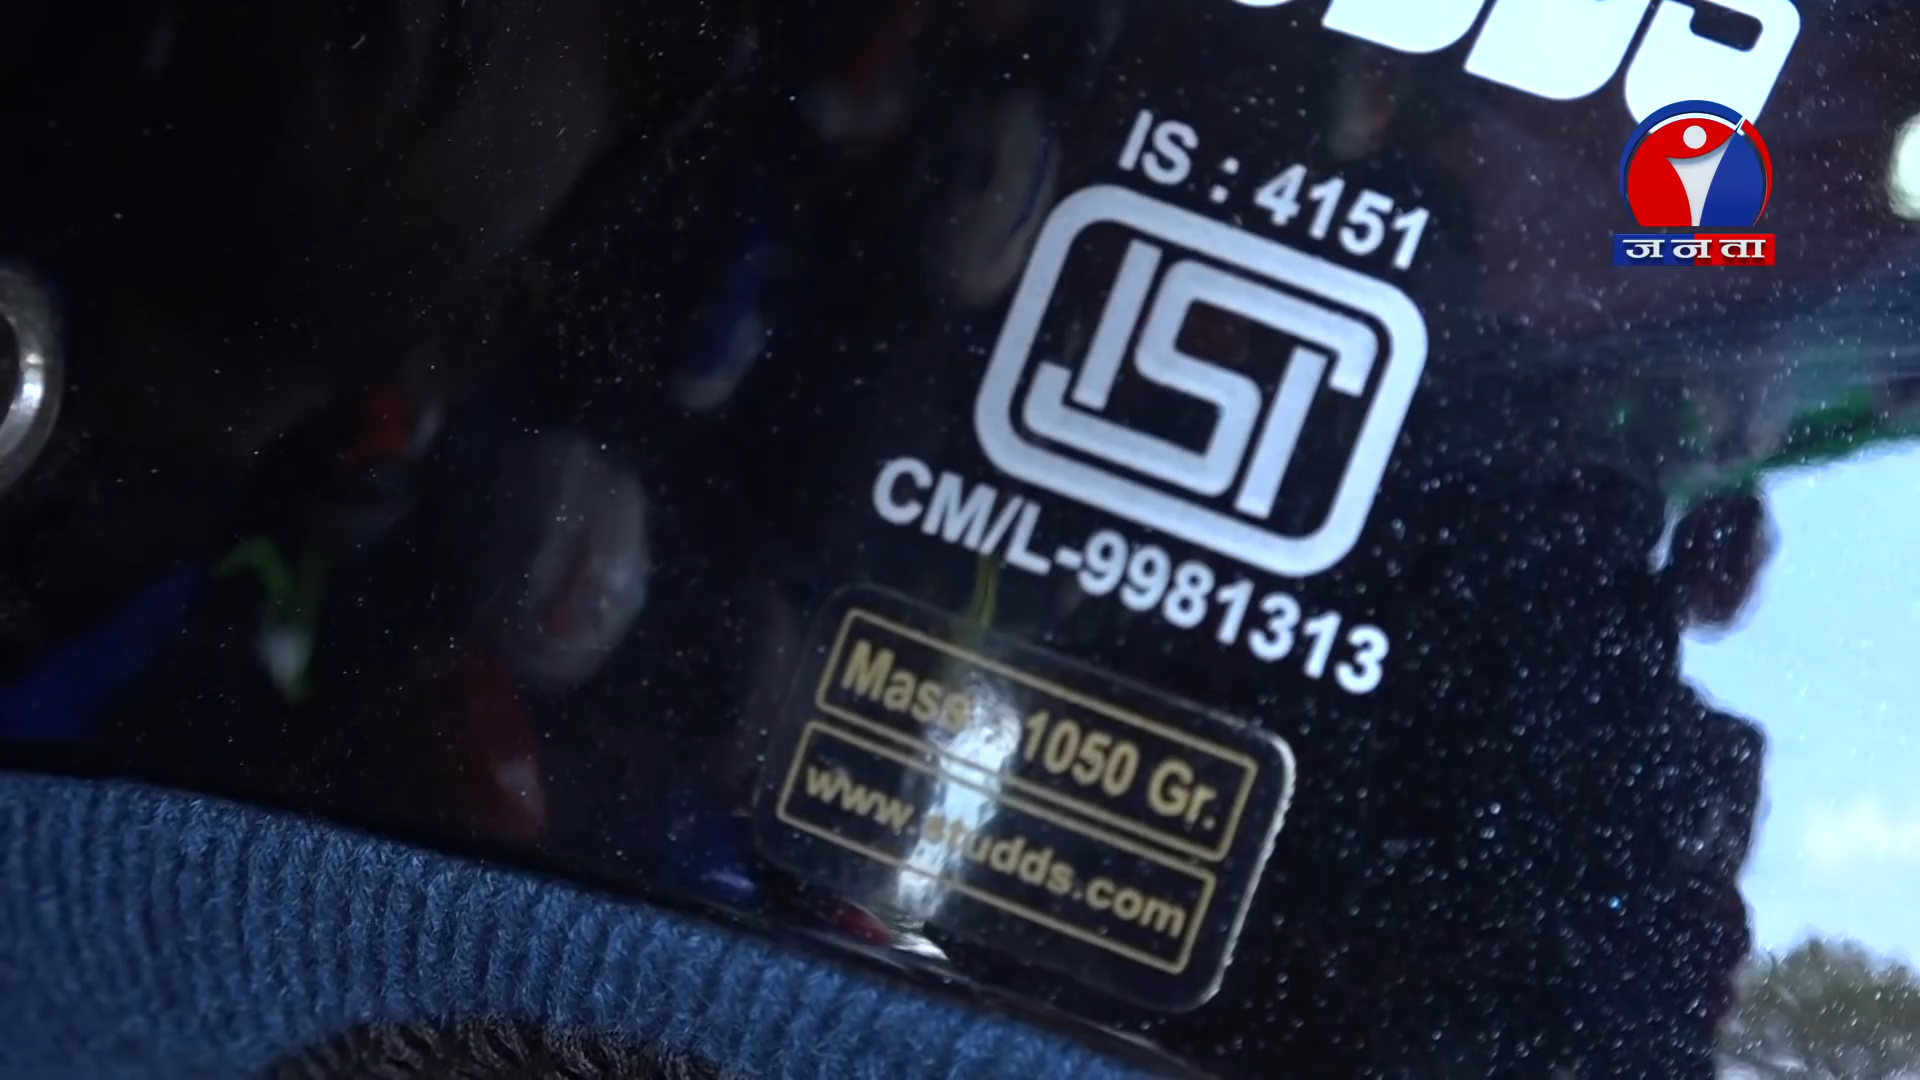 IS : 4151
ISI
CM/L-9981313
Mass : 1050 Gr.
www.studds.com
जनता